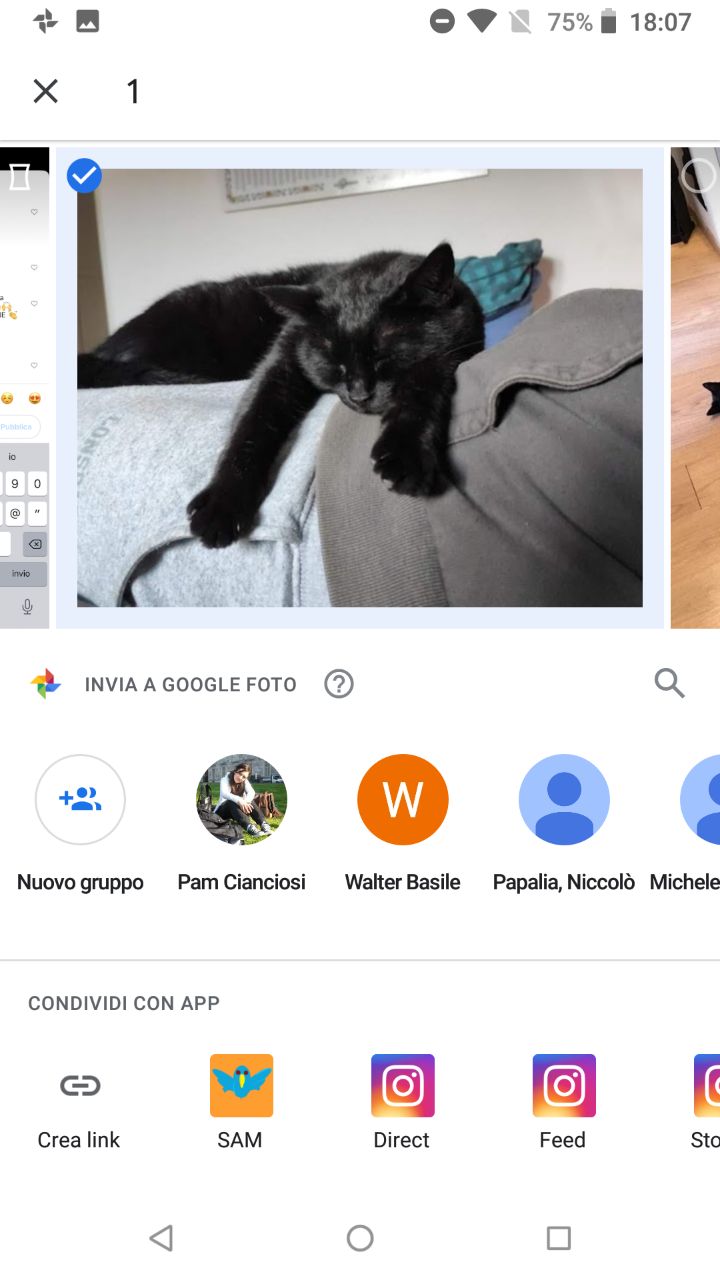 75% 18:07
1
a
E
Pubblica
io
9 0
@ "
invio
INVIA A GOOGLE FOTO
Nuovo gruppo
Pam Cianciosi
W
Walter Basile
Papalia, Niccolò
Michele
CONDIVIDI CON APP
Crea link
SAM
Direct
Feed
Sto